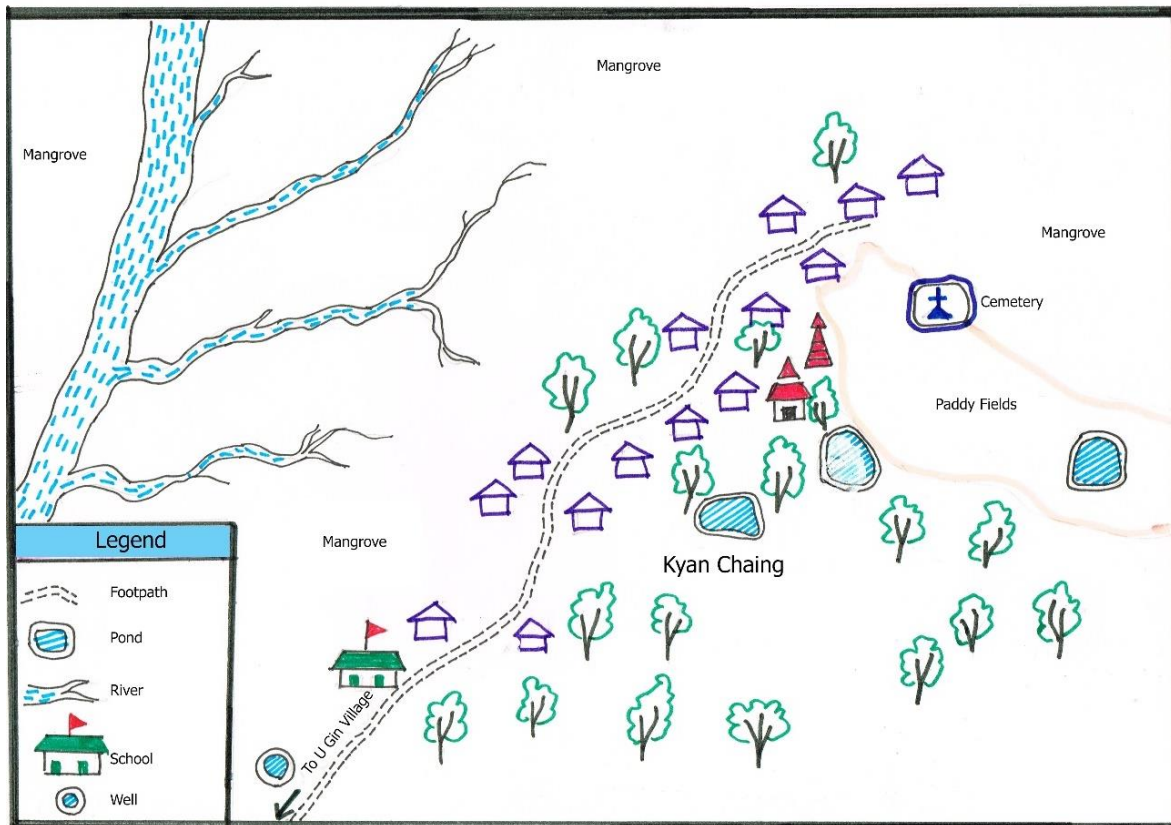 Mangrove
Mangrove
Mangrove
Cemetery
Paddy Fields
Mangrove
Kyan Chaing
To U Gin Village
Legend
Footpath
Pond
River
School
Well